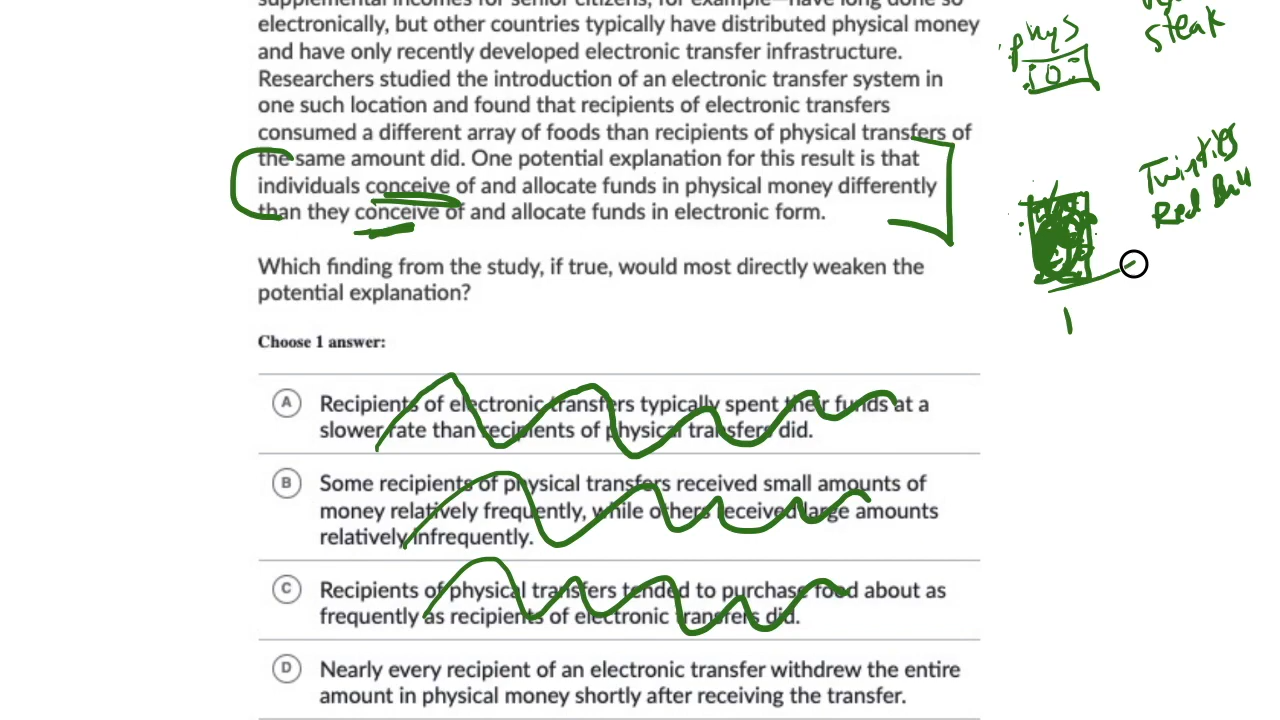 supplemental incomes for senior citizens, for example—have long done so
electronically, but other countries typically have distributed physical money
and have only recently developed electronic transfer infrastructure.
Researchers studied the introduction of an electronic transfer system in
one such location and found that recipients of electronic transfers
consumed a different array of foods than recipients of physical transfers of
the same amount did. One potential explanation for this result is that
individuals conceive of and allocate funds in physical money differently
than they conceive of and allocate funds in electronic form.
Which finding from the study, if true, would most directly weaken the
potential explanation?
Choose 1 answer:
A
Recipients of electronic transfers typically spent their funds at a
slower rate than recipients of physical transfers did.
B
Some recipients of physical transfers received small amounts of
money relatively frequently, while others received large amounts
relatively infrequently.
C
Recipients of physical transfers tended to purchase food about as
frequently as recipients of electronic transfers did.
D
Nearly every recipient of an electronic transfer withdrew the entire
amount in physical money shortly after receiving the transfer.
phys
steak
Twinkies
Red Bull